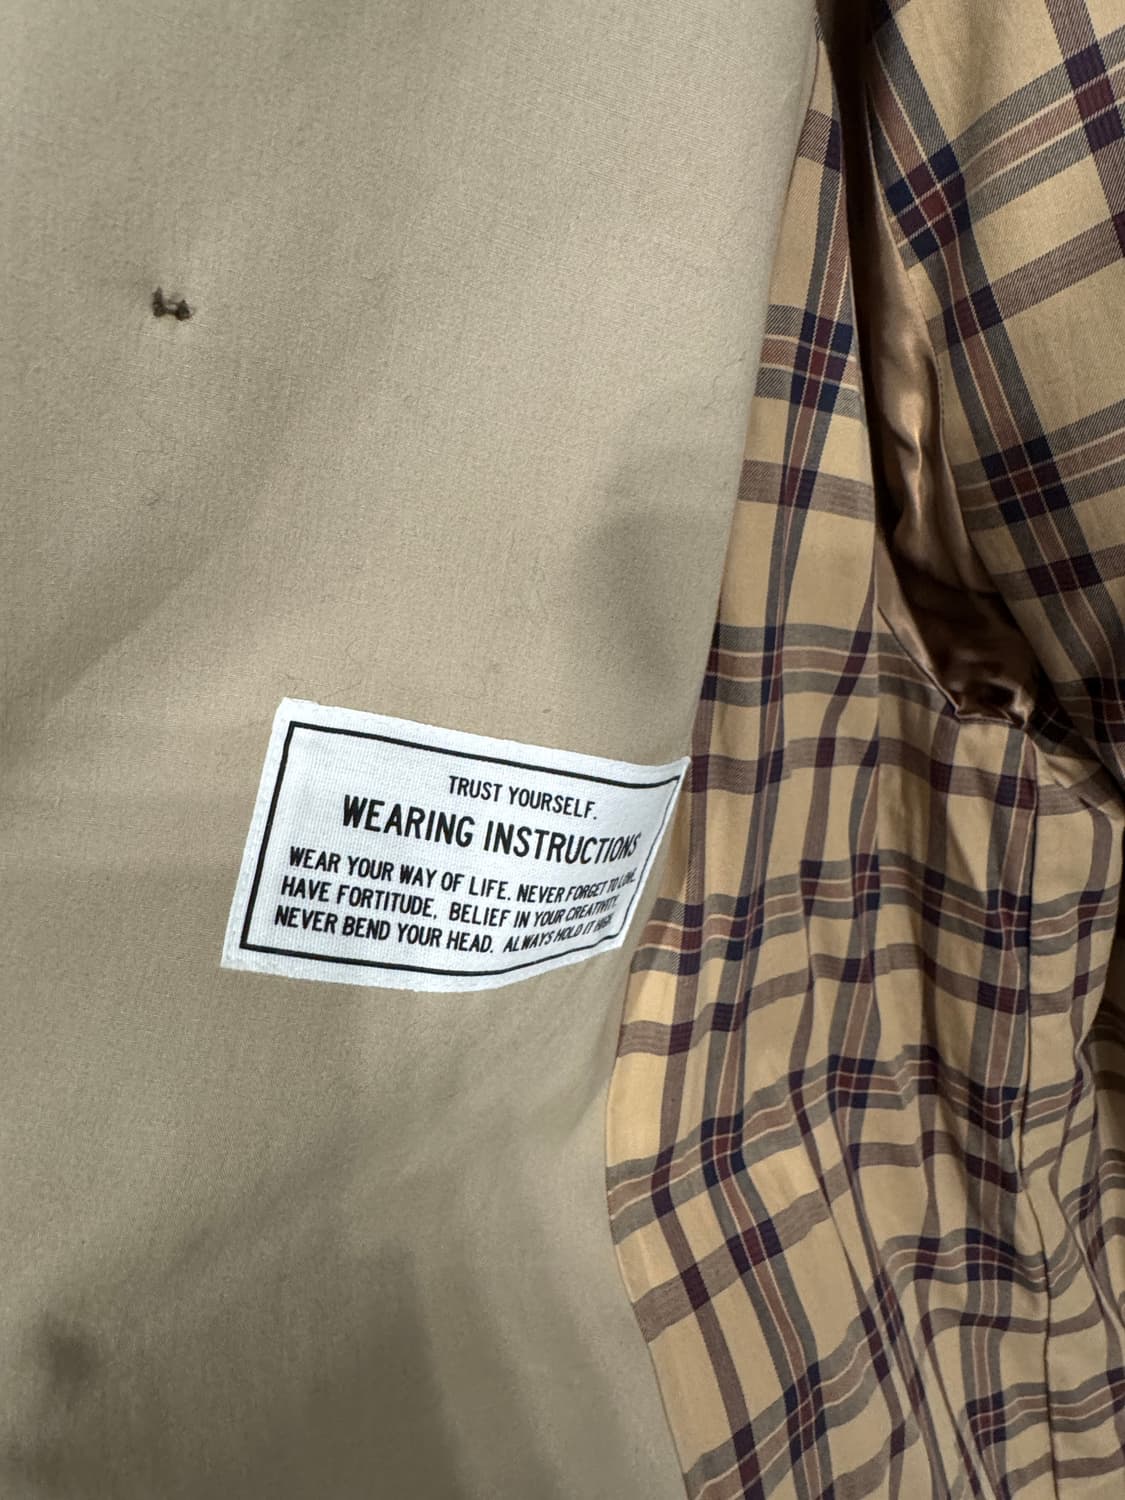 TRUST YOURSELF.
WEARING INSTRUCTIONS
WEAR YOUR WAY OF LIFE. NEVER FORGET TO LOVE.
HAVE FORTITUDE, BELIEF IN YOUR CREATIVITY.
NEVER BEND YOUR HEAD. ALWAYS HOLD IT HIGH.